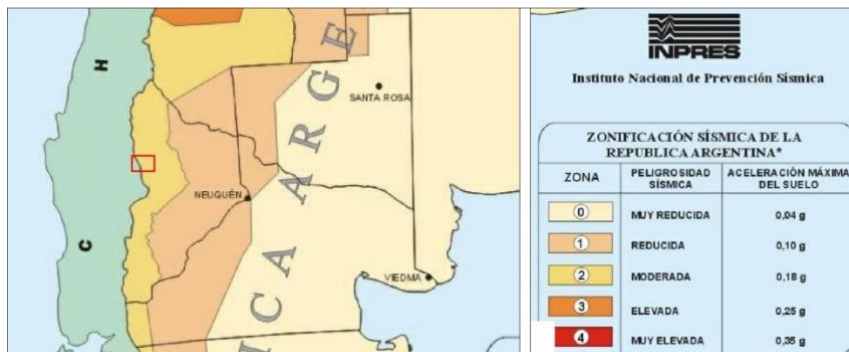 C H
ICA ARGE
SANTA ROSA
NEUQUÉN
VIEDMA
INPRES
Instituto Nacional de Prevención Sísmica
ZONIFICACIÓN SÍSMICA DE LA
REPUBLICA ARGENTINA*
ZONA PELIGROSIDAD SÍSMICA ACELERACIÓN MÁXIMA DEL SUELO
0 MUY REDUCIDA 0,04 g
1 REDUCIDA 0,10 g
2 MODERADA 0,18 g
3 ELEVADA 0,25 g
4 MUY ELEVADA 0,35 g